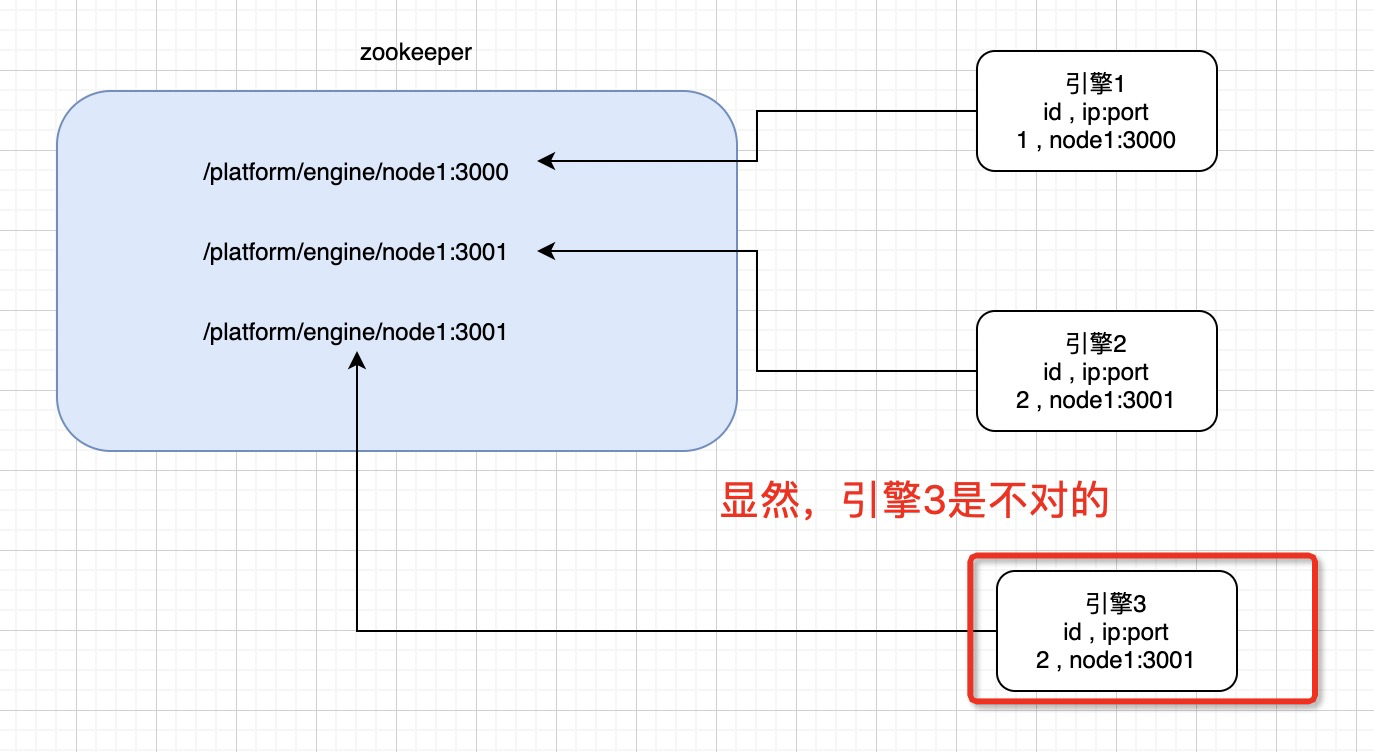 zookeeper
/platform/engine/node1:3000
/platform/engine/node1:3001
/platform/engine/node1:3001
引擎1
id , ip:port
1 , node1:3000
引擎2
id , ip:port
2 , node1:3001
显然，引擎3是不对的
引擎3
id , ip:port
2 , node1:3001